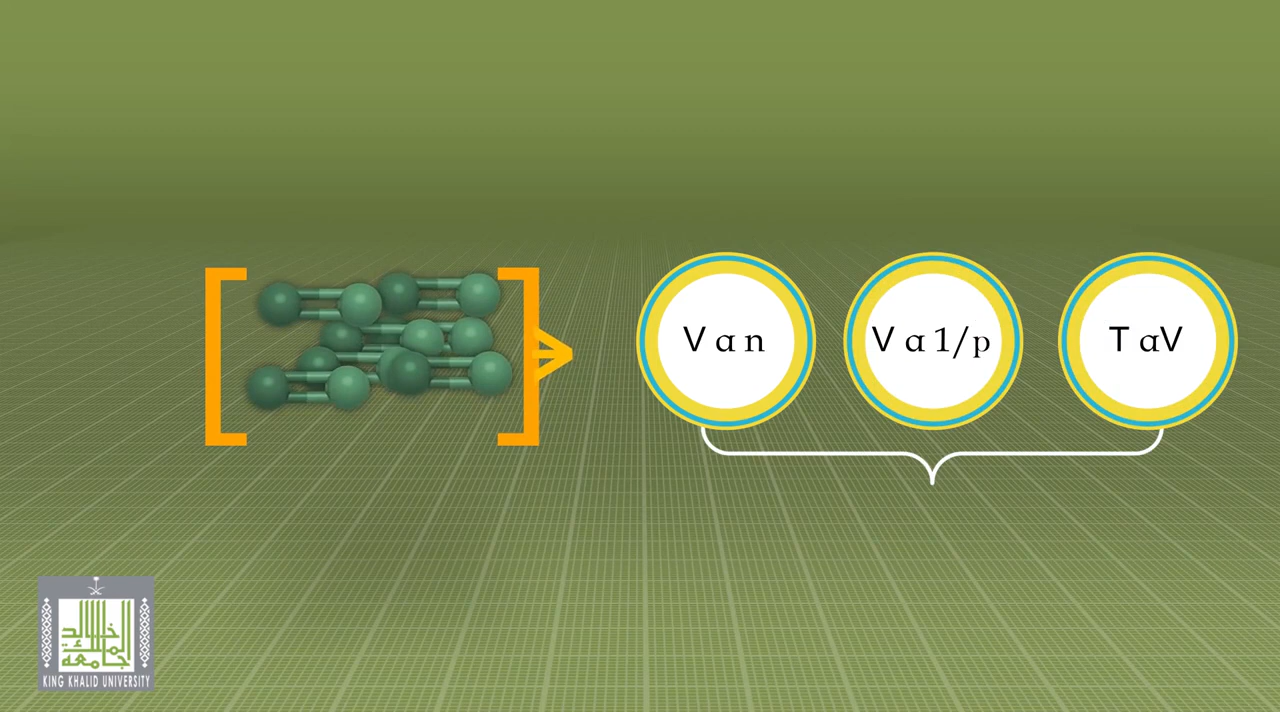 V α n
V α 1/p
T αV
جامعة الملك خالد
KING KHALID UNIVERSITY